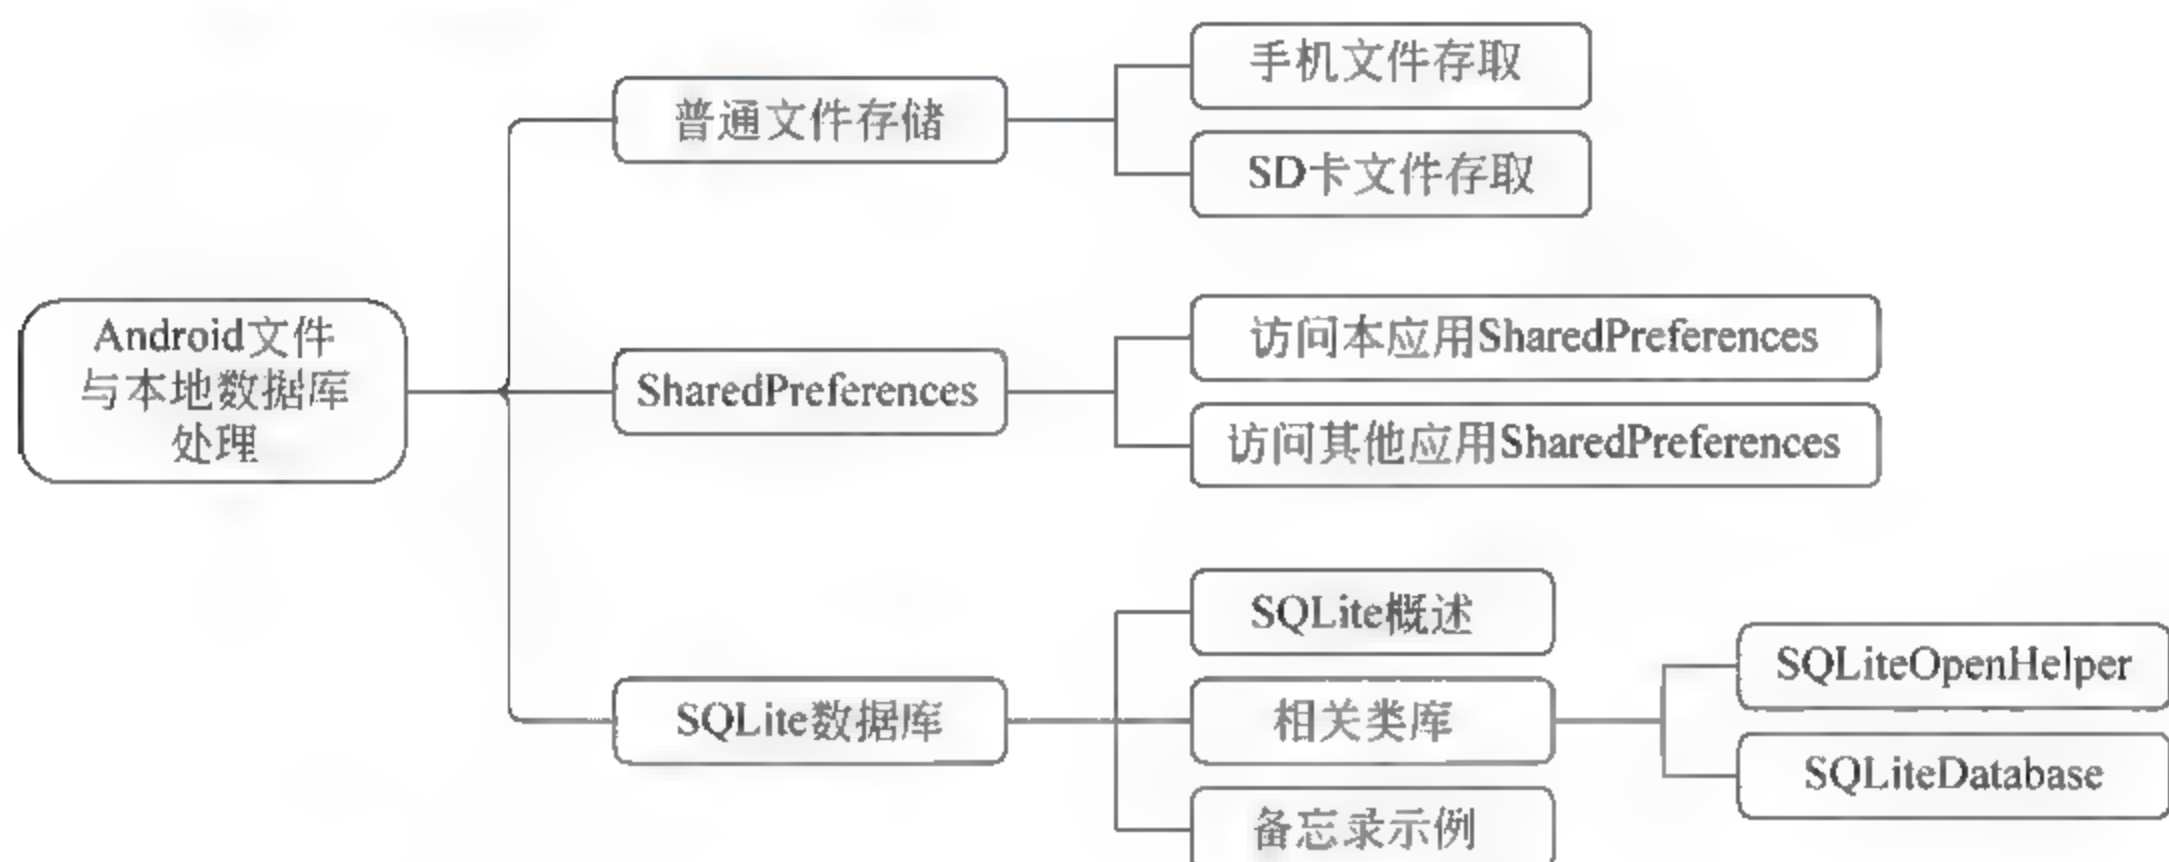 Android文件
与本地数据库
处理
普通文件存储
手机文件存取
SD卡文件存取
SharedPreferences
访问本应用SharedPreferences
访问其他应用SharedPreferences
SQLite数据库
SQLite概述
相关类库
SQLiteOpenHelper
SQLiteDatabase
备忘录示例